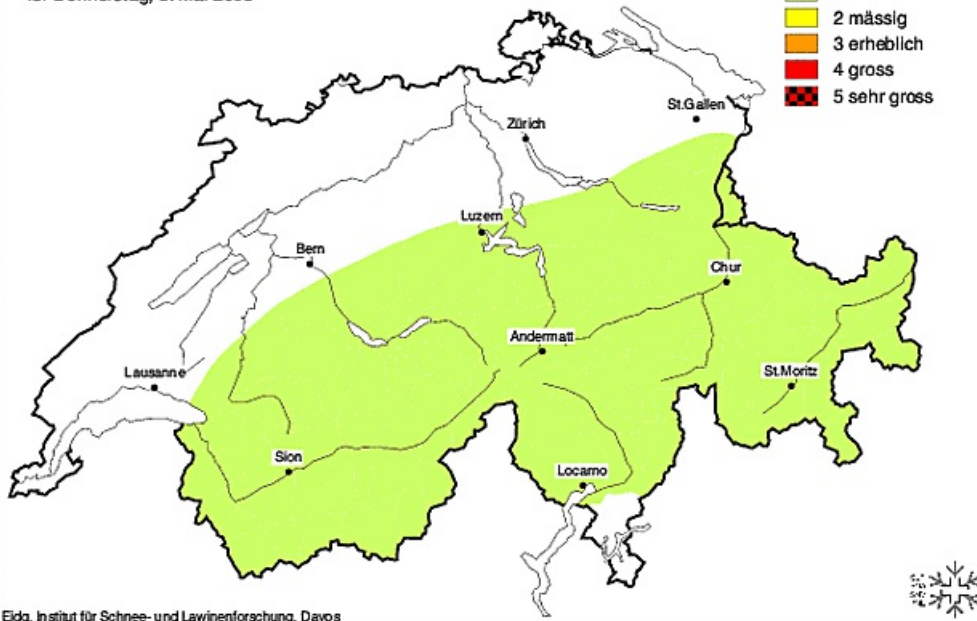 2 mässig
3 erheblich
4 gross
5 sehr gross
St.Gallen
Zürich
Luzern
Bern
Chur
Andermatt
Lausanne
St.Moritz
Sion
Locarno
Eidg. Institut für Schnee- und Lawinenforschung, Davos